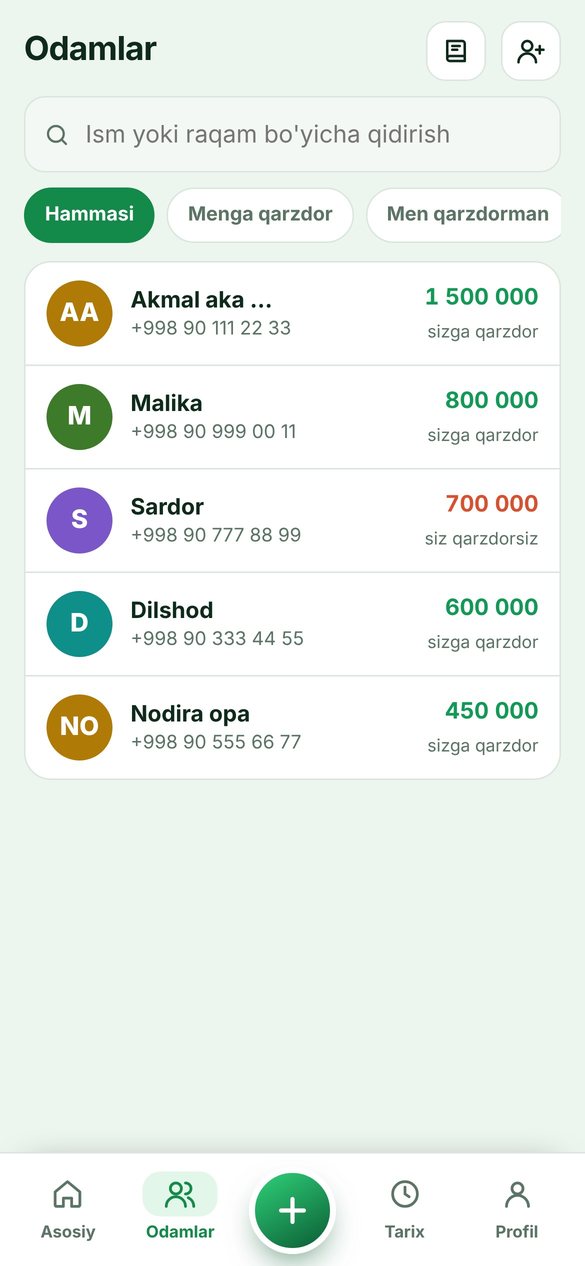 Odamlar
Ism yoki raqam bo'yicha qidirish
Hammasi
Menga qarzdor
Men qarzdorman
AA
Akmal aka ...
+998 90 111 22 33
1 500 000
sizga qarzdor
M
Malika
+998 90 999 00 11
800 000
sizga qarzdor
S
Sardor
+998 90 777 88 99
700 000
siz qarzdorsiz
D
Dilshod
+998 90 333 44 55
600 000
sizga qarzdor
NO
Nodira opa
+998 90 555 66 77
450 000
sizga qarzdor
Asosiy
Odamlar
Tarix
Profil